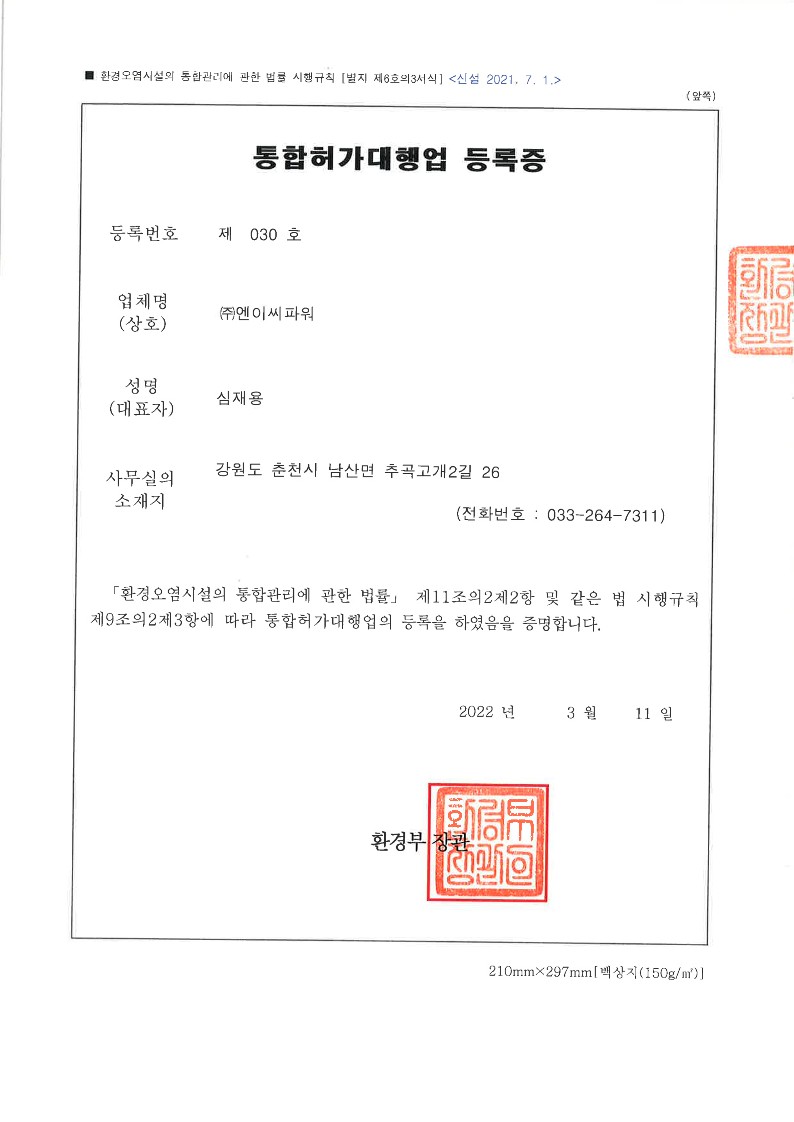 ■ 환경오염시설의 통합관리에 관한 법률 시행규칙 [별지 제6호의3서식] <신설 2021. 7. 1.>
(앞쪽)
통합허가대행업 등록증
등록번호 제 030 호
업체명
(상호)
㈜엔이씨파워
성명
(대표자)
심재용
사무실의
소재지
강원도 춘천시 남산면 추곡고개2길 26
(전화번호 : 033-264-7311)
「환경오염시설의 통합관리에 관한 법률」 제11조의2제2항 및 같은 법 시행규칙
제9조의2제3항에 따라 통합허가대행업의 등록을 하였음을 증명합니다.
2022 년 3 월 11 일
환경부 장관
210mm×297mm[백상지(150g/㎡)]